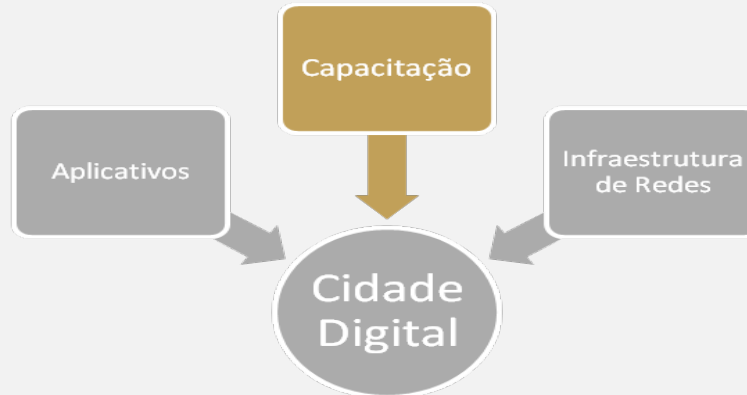 Capacitação
Aplicativos
Infraestrutura
de Redes
Cidade
Digital